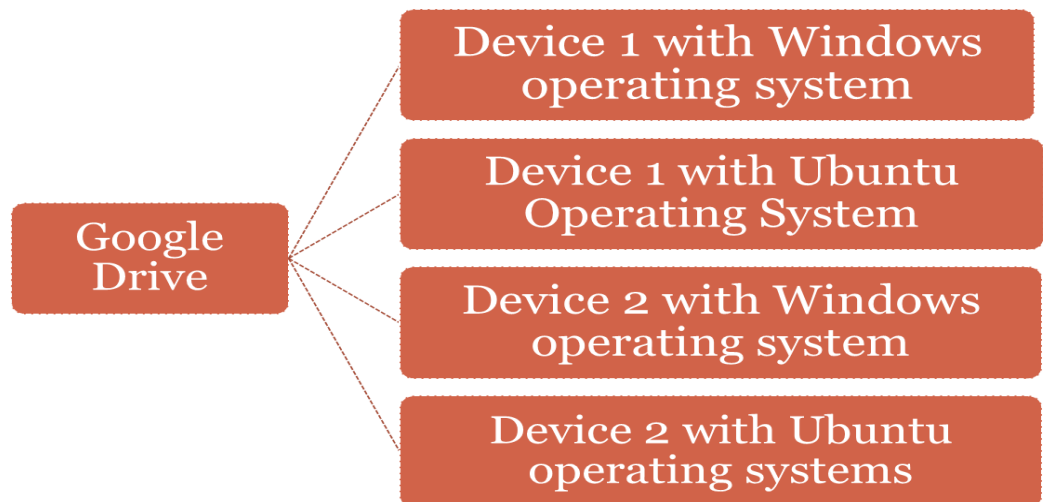 Device 1 with Windows
operating system
Device 1 with Ubuntu
Operating System
Google
Drive
Device 2 with Windows
operating system
Device 2 with Ubuntu
operating systems